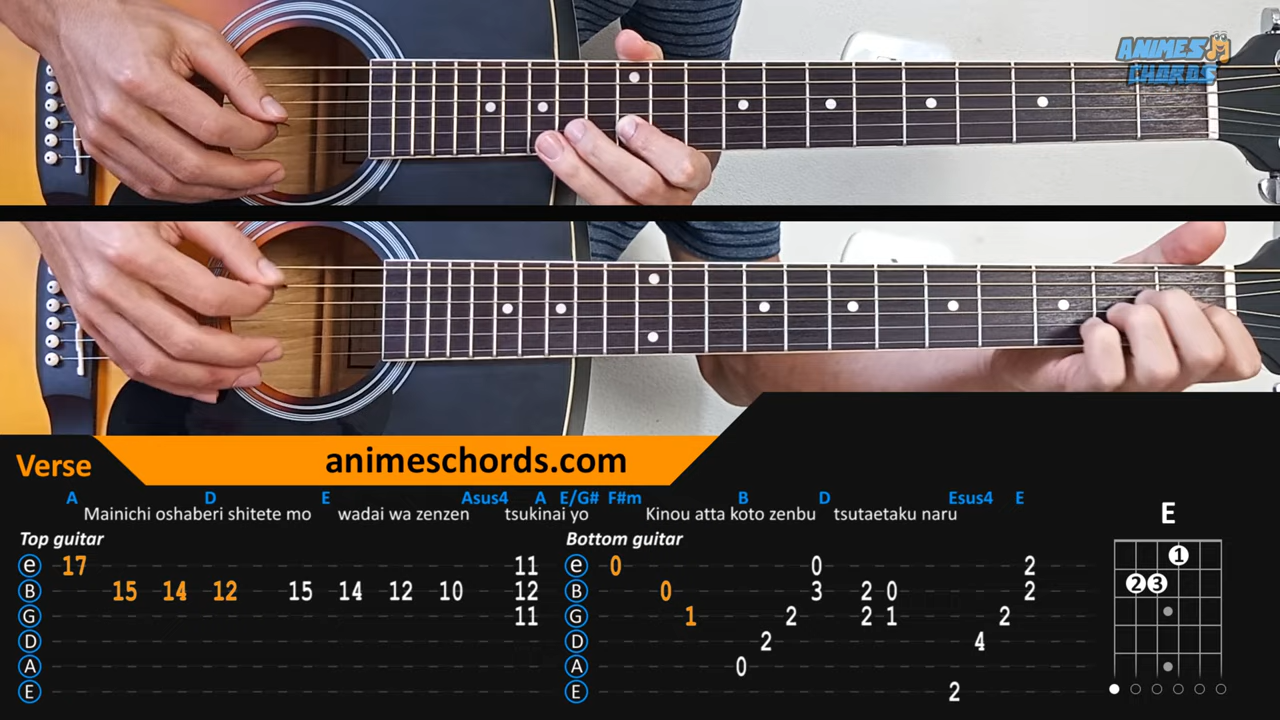 ANIMES
CHORDS
animeschords.com
Verse
A D E Asus4 A E/G# F#m B D Esus4 E
Mainichi oshaberi shitete mo wadai wa zenzen tsukinai yo Kinou atta koto zenbu tsutaetaku naru
E
Top guitar Bottom guitar
e 17 11 e 0 0 2
B 15 14 12 15 14 12 10 12 B 0 3 2 0 2
G 11 G 1 2 2 1 2
D D 2 4
A A 0
E E 2
1
2 3